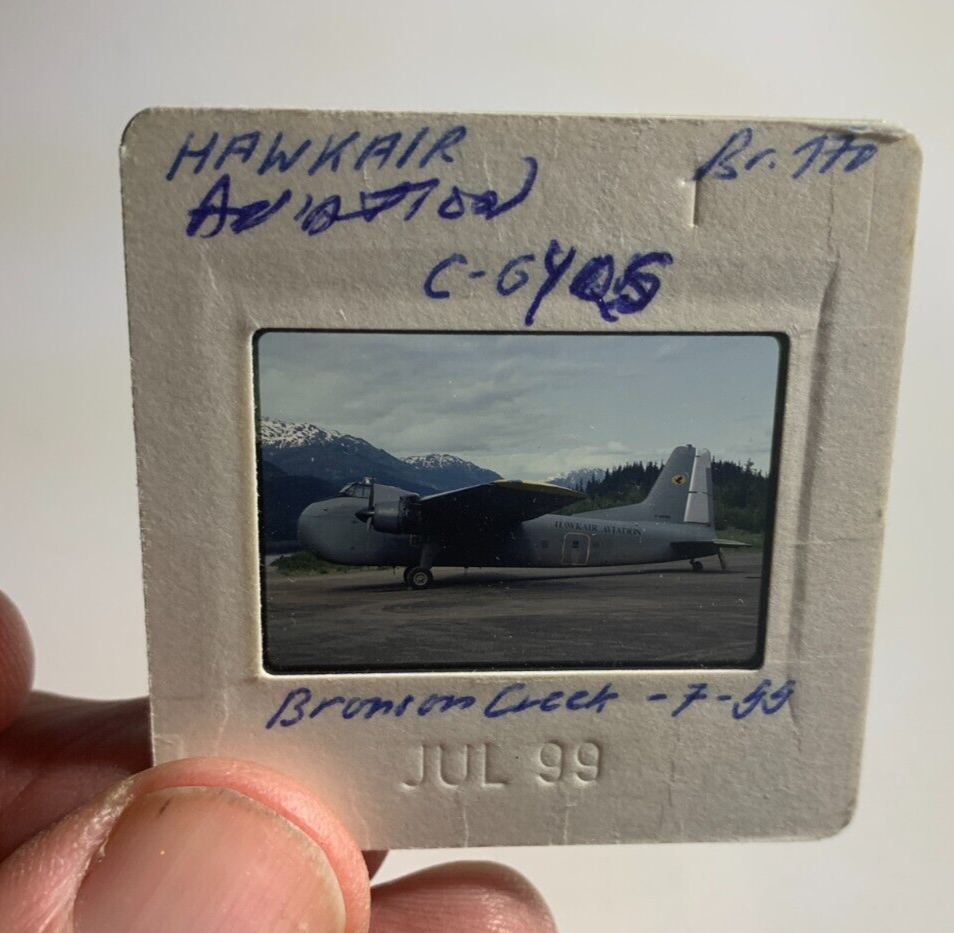 HAWKAIR Br. 170
AVIATION
C-GYQS
HAWKAIR AVIATION
Bronson Creek -7-99
JUL 99